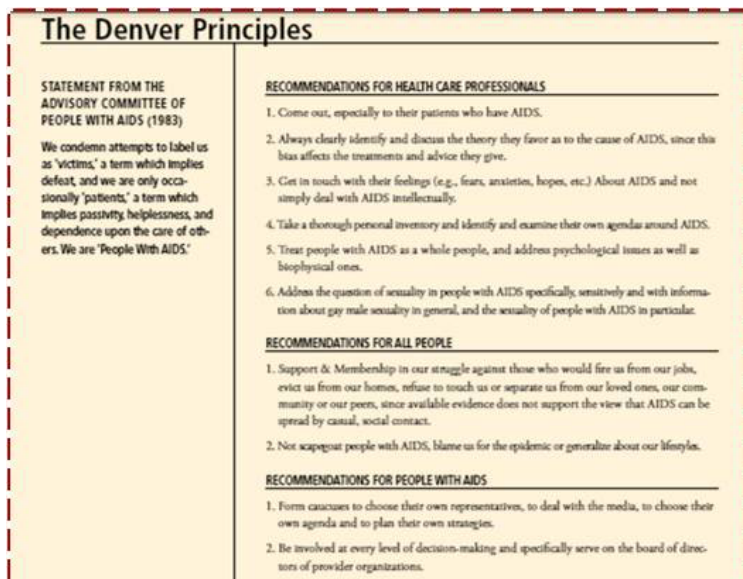 The Denver Principles
STATEMENT FROM THE
ADVISORY COMMITTEE OF
PEOPLE WITH AIDS (1983)
We condemn attempts to label us
as 'victims,' a term which implies
defeat, and we are only occa-
sionally 'patients,' a term which
implies passivity, helplessness, and
dependence upon the care of oth-
ers. We are 'People With AIDS.'
RECOMMENDATIONS FOR HEALTH CARE PROFESSIONALS
1. Come out, especially to their patients who have AIDS.
2. Always clearly identify and discuss the theory they favor as to the cause of AIDS, since this
bias affects the treatments and advice they give.
3. Get in touch with their feelings (e.g., fears, anxieties, hopes, etc.) About AIDS and not
simply deal with AIDS intellectually.
4. Take a thorough personal inventory and identify and examine their own agendas around AIDS.
5. Treat people with AIDS as a whole people, and address psychological issues as well as
biophysical ones.
6. Address the question of sexuality in people with AIDS specifically, sensitively and with informa-
tion about gay male sexuality in general, and the sexuality of people with AIDS in particular.
RECOMMENDATIONS FOR ALL PEOPLE
1. Support & Membership in our struggle against those who would fire us from our jobs,
evict us from our homes, refuse to touch us or separate us from our loved ones, our com-
munity or our peers, since available evidence does not support the view that AIDS can be
spread by casual, social contact.
2. Not scapegoat people with AIDS, blame us for the epidemic or generalize about our lifestyles.
RECOMMENDATIONS FOR PEOPLE WITH AIDS
1. Form caucuses to choose their own representatives, to deal with the media, to choose their
own agenda and to plan their own strategies.
2. Be involved at every level of decision-making and specifically serve on the board of direc-
tors of provider organizations.